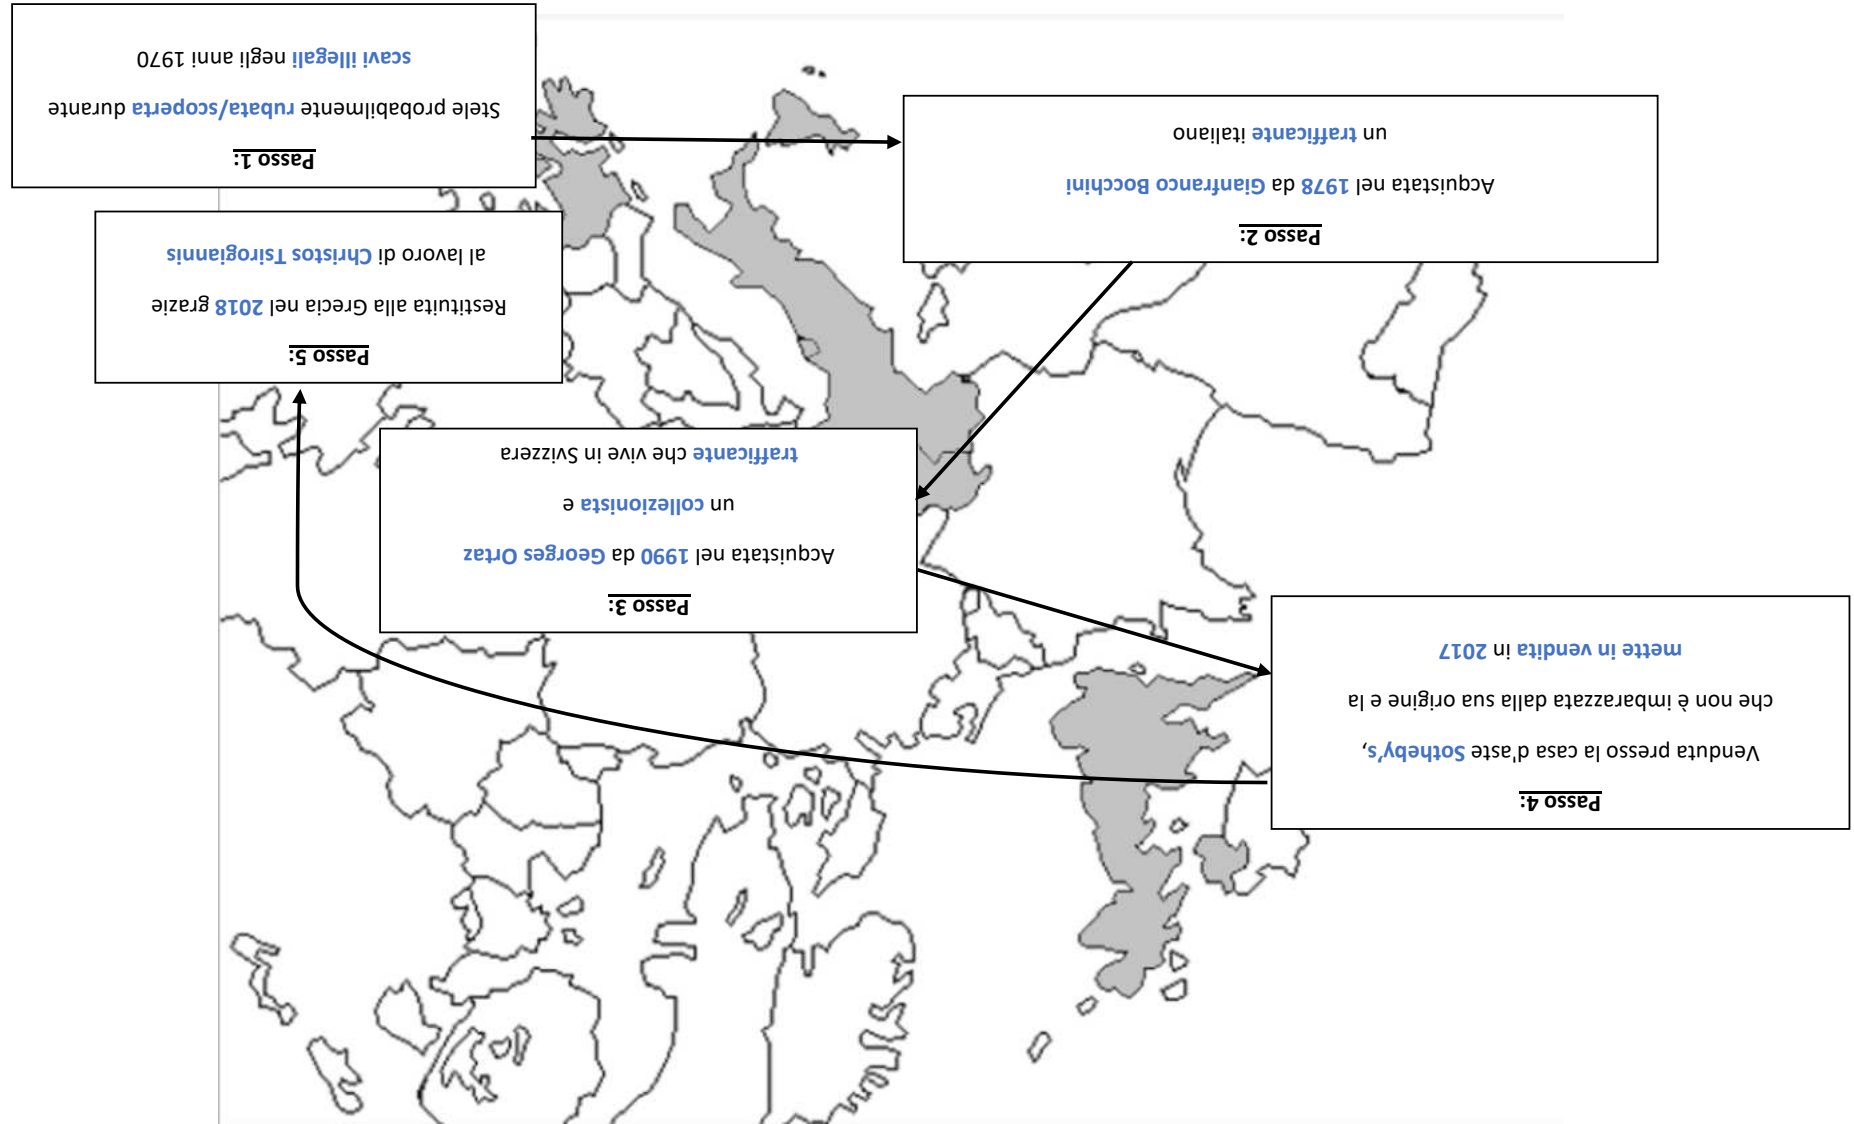 Passo 1:
Stele probabilmente rubata/scoperta durante
scavi illegali negli anni 1970
Passo 2:
Acquistata nel 1978 da Gianfranco Bocchini
un trafficante italiano
Passo 3:
Acquistata nel 1990 da Georges Ortaz
un collezionista e
trafficante che vive in Svizzera
Passo 4:
Venduta presso la casa d'aste Sotheby's,
che non è imbarazzata dalla sua origine e la
mette in vendita in 2017
Passo 5:
Restituita alla Grecia nel 2018 grazie
al lavoro di Christos Tsirogiannis